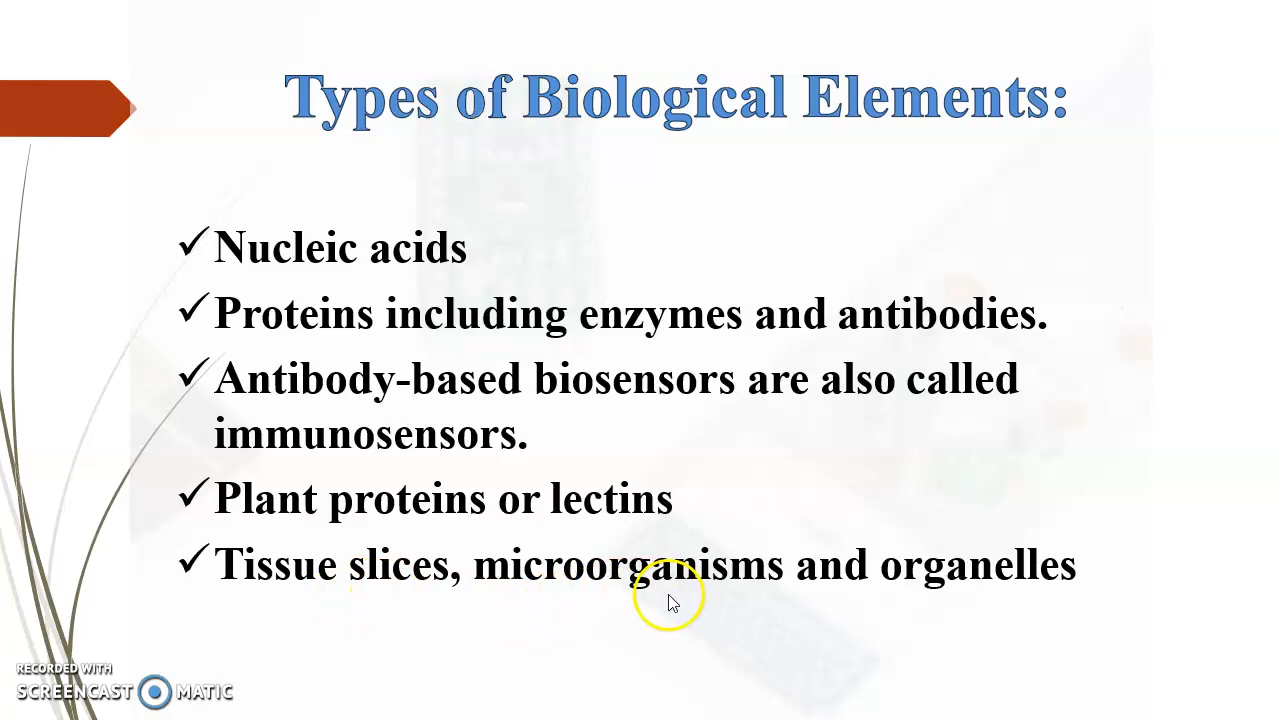 Types of Biological Elements:
✓Nucleic acids
✓Proteins including enzymes and antibodies.
✓Antibody-based biosensors are also called
immunosensors.
✓Plant proteins or lectins
✓Tissue slices, microorganisms and organelles
RECORDED WITH
SCREENCAST MATIC